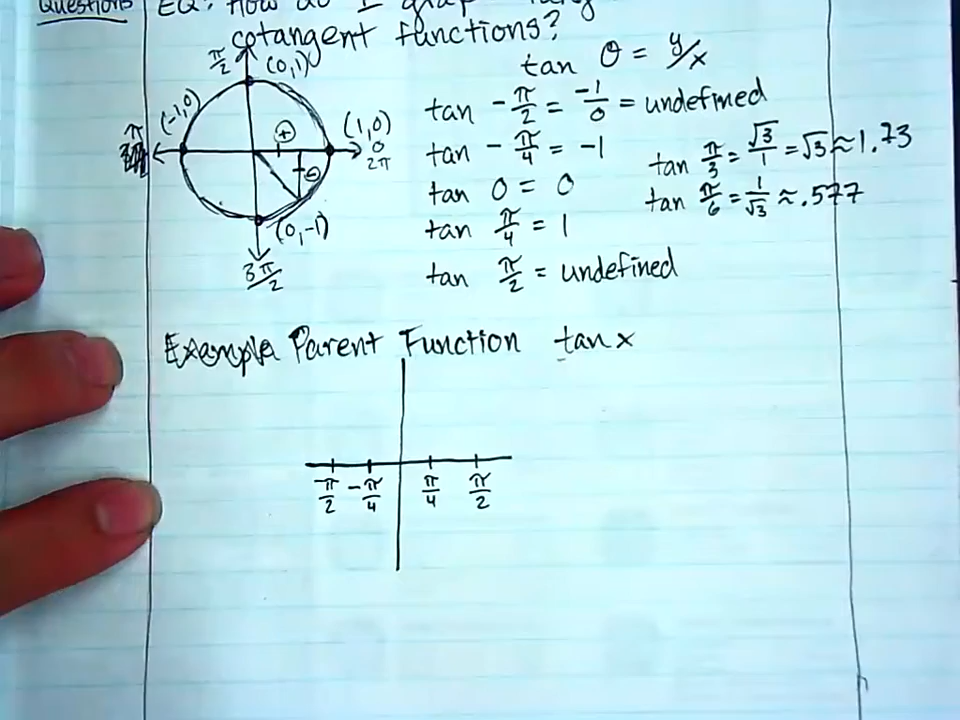 Questions EQ: How do I graph
cotangent functions?
π/2 (0,1)
(-1,0)
π
(1,0)
0
2π
⊕
⊖
(0,-1)
3π/2
tan θ = y/x
tan -π/2 = -1/0 = undefined
tan -π/4 = -1
tan 0 = 0
tan π/4 = 1
tan π/2 = undefined
tan π/3 = √3/1 = √3 ≈ 1.73
tan π/6 = 1/√3 ≈ .577
Example Parent Function tan x
-π/2 -π/4 π/4 π/2